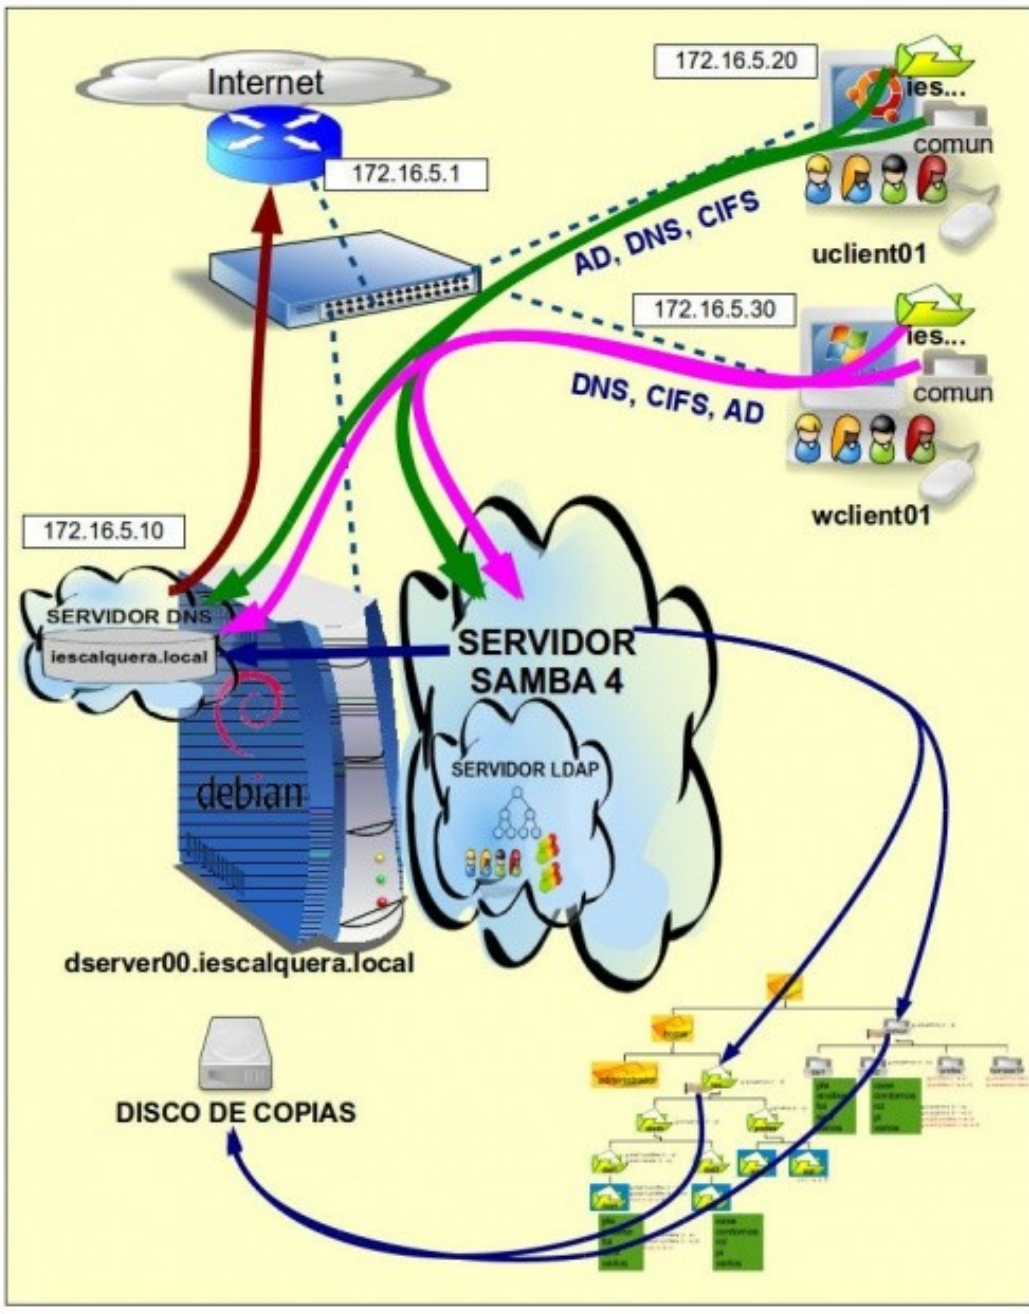 Internet
172.16.5.20
ies...
comun
172.16.5.1
AD, DNS, CIFS
uclient01
172.16.5.30
ies...
comun
DNS, CIFS, AD
wclient01
172.16.5.10
SERVIDOR DNS
iescalquera.local
SERVIDOR
SAMBA 4
SERVIDOR LDAP
debian
dserver00.iescalquera.local
DISCO DE COPIAS